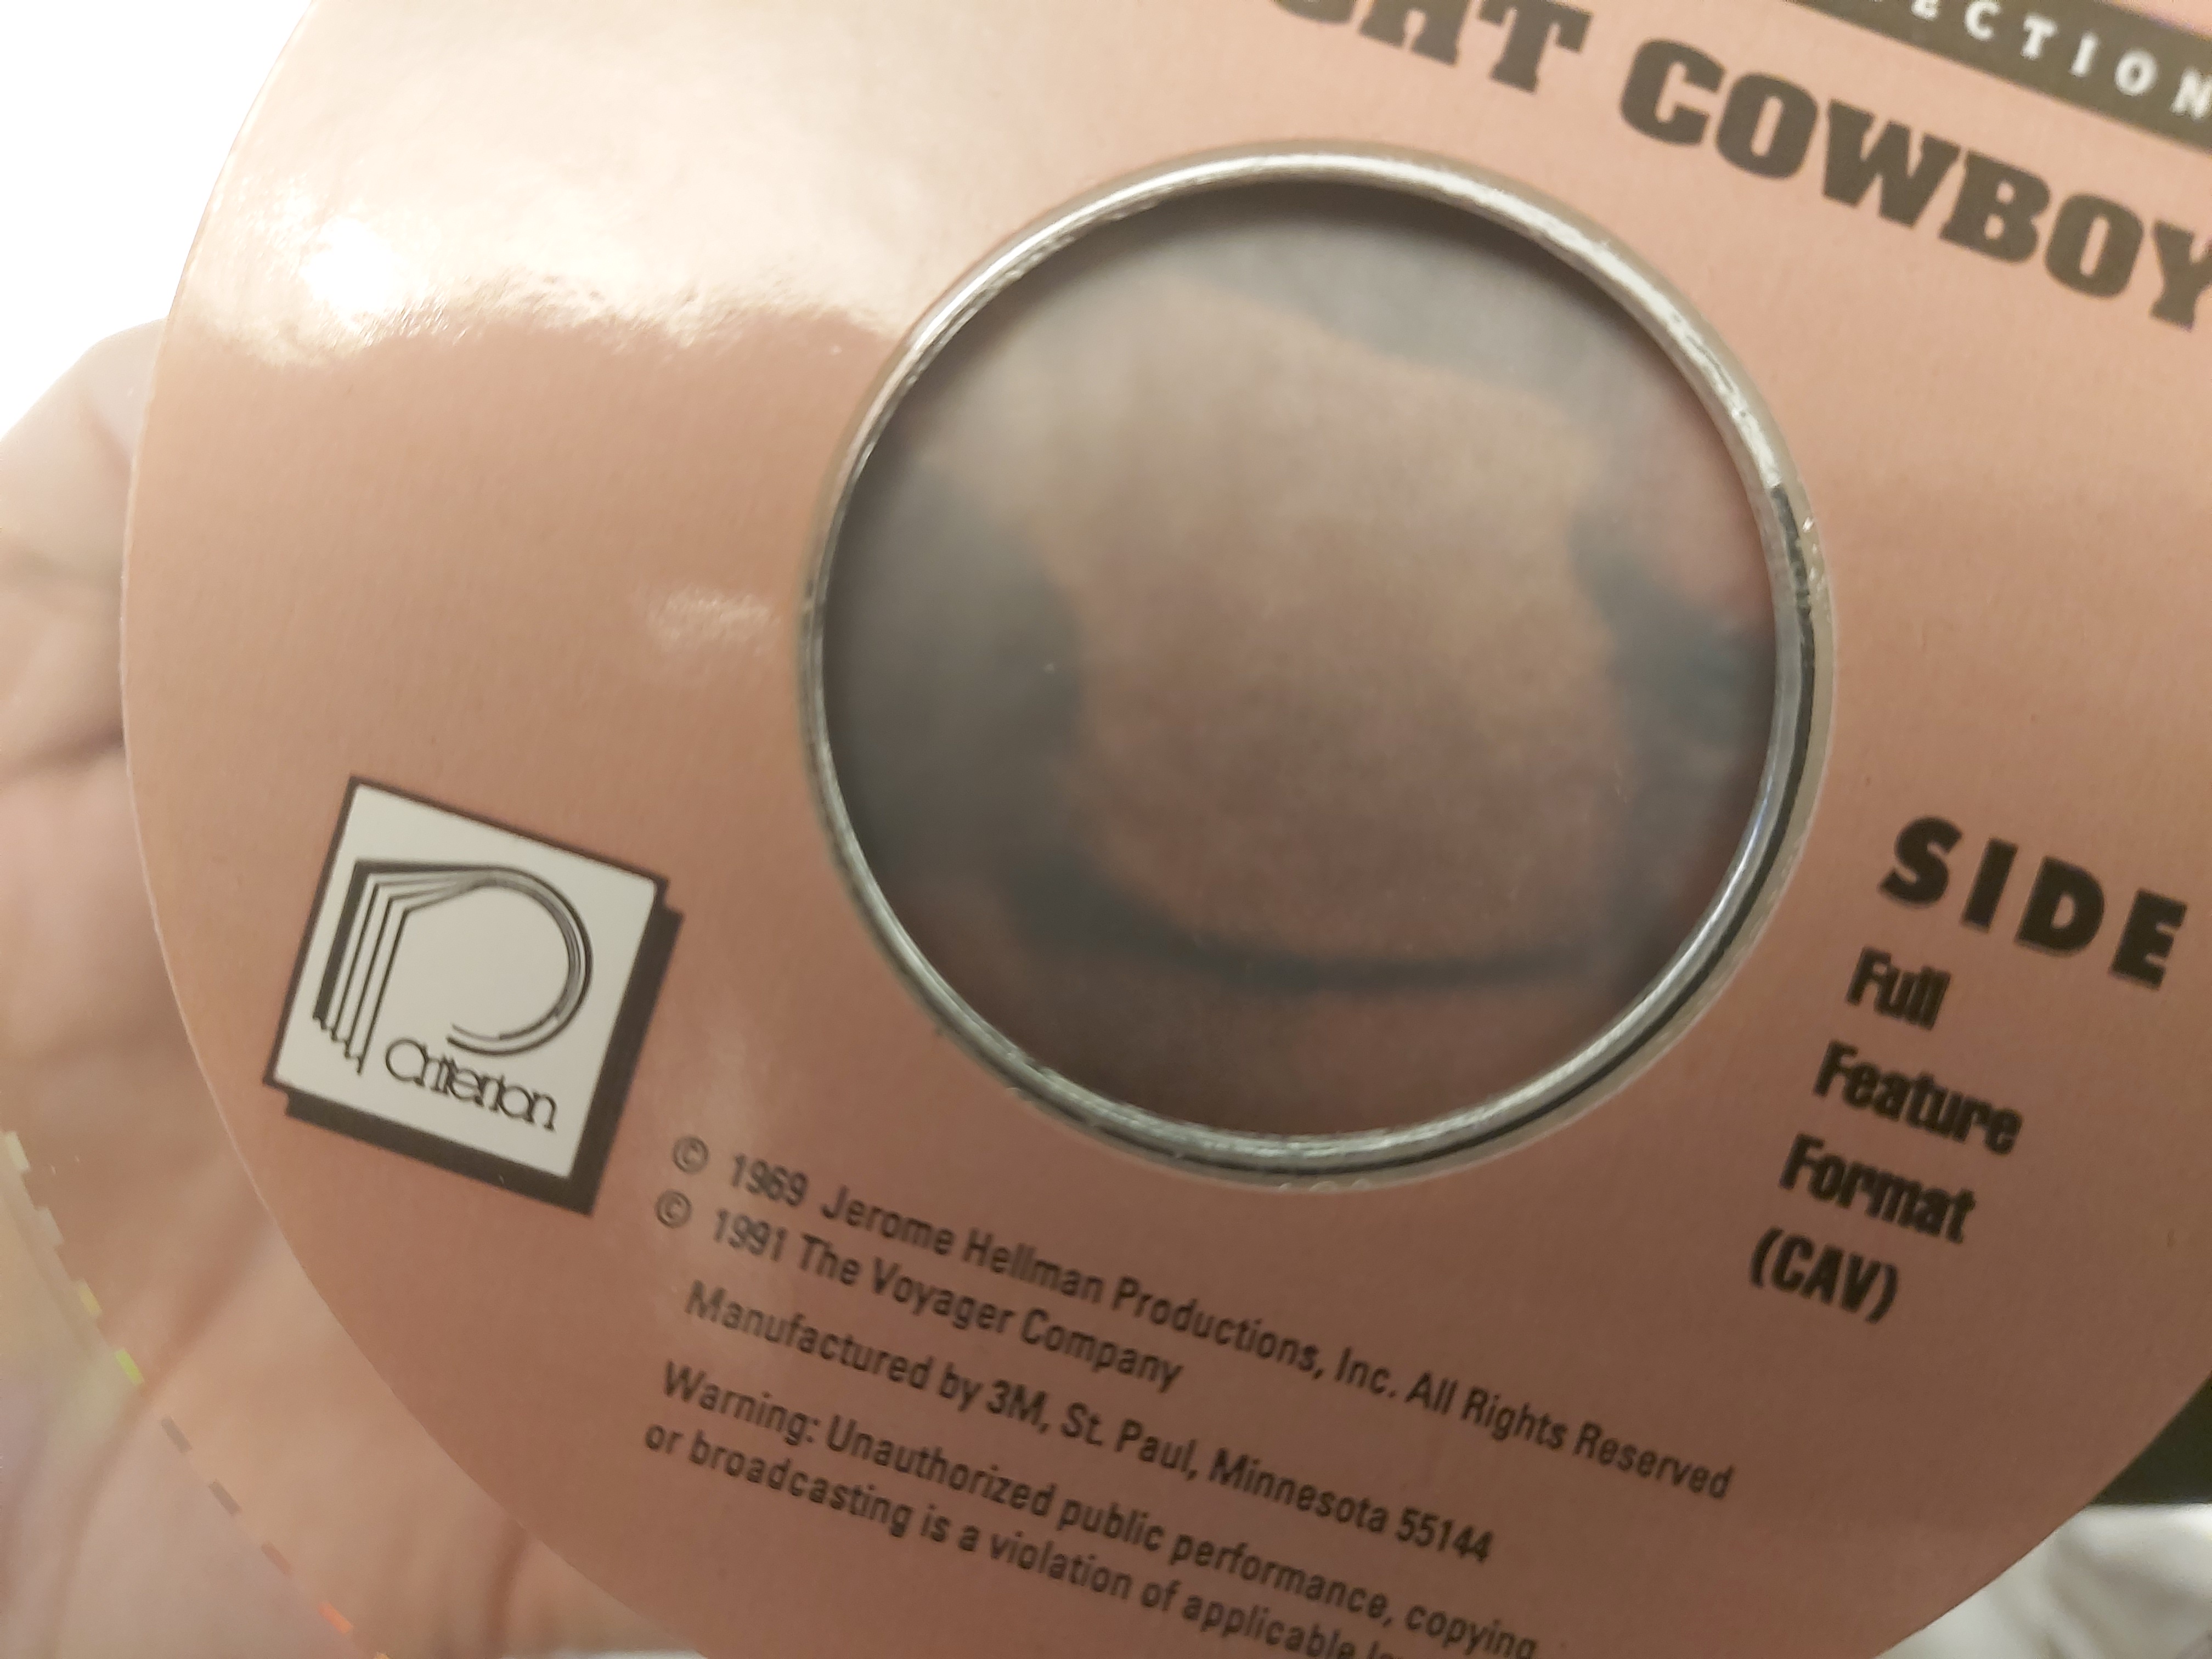 ECTION
GHT COWBOY
SIDE
Full
Feature
Format
(CAV)
Criterion
© 1969 Jerome Hellman Productions, Inc. All Rights Reserved
© 1991 The Voyager Company
Manufactured by 3M, St. Paul, Minnesota 55144
Warning: Unauthorized public performance, copying
or broadcasting is a violation of applicable